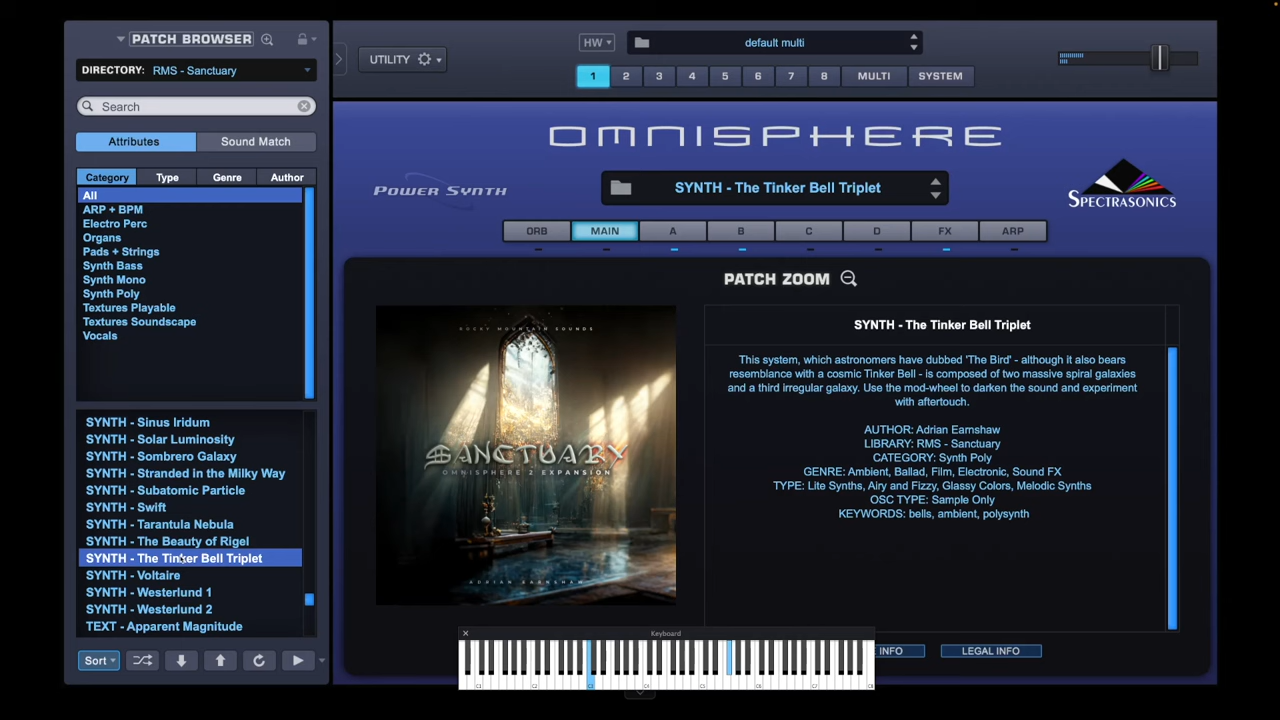 PATCH BROWSER
DIRECTORY: RMS - Sanctuary
Search
Attributes
Sound Match
Category
Type
Genre
Author
All
ARP + BPM
Electro Perc
Organs
Pads + Strings
Synth Bass
Synth Mono
Synth Poly
Textures Playable
Textures Soundscape
Vocals
SYNTH - Sinus Iridum
SYNTH - Solar Luminosity
SYNTH - Sombrero Galaxy
SYNTH - Stranded in the Milky Way
SYNTH - Subatomic Particle
SYNTH - Swift
SYNTH - Tarantula Nebula
SYNTH - The Beauty of Rigel
SYNTH - The Tinker Bell Triplet
SYNTH - Voltaire
SYNTH - Westerlund 1
SYNTH - Westerlund 2
TEXT - Apparent Magnitude
Sort
UTILITY
HW
default multi
1 2 3 4 5 6 7 8 MULTI SYSTEM
OMNISPHERE
POWER SYNTH
SYNTH - The Tinker Bell Triplet
SPECTRASONICS
ORB MAIN A B C D FX ARP
PATCH ZOOM
ROCKY MOUNTAIN SOUNDS
SANCTUARY
OMNISPHERE 2 EXPANSION
ADRIAN EARNSHAW
SYNTH - The Tinker Bell Triplet
This system, which astronomers have dubbed 'The Bird' - although it also bears
resemblance with a cosmic Tinker Bell - is composed of two massive spiral galaxies
and a third irregular galaxy. Use the mod-wheel to darken the sound and experiment
with aftertouch.
AUTHOR: Adrian Earnshaw
LIBRARY: RMS - Sanctuary
CATEGORY: Synth Poly
GENRE: Ambient, Ballad, Film, Electronic, Sound FX
TYPE: Lite Synths, Airy and Fizzy, Glassy Colors, Melodic Synths
OSC TYPE: Sample Only
KEYWORDS: bells, ambient, polysynth
INFO
LEGAL INFO
Keyboard
C1 C2 C3 C4 C5 C6 C7 C8